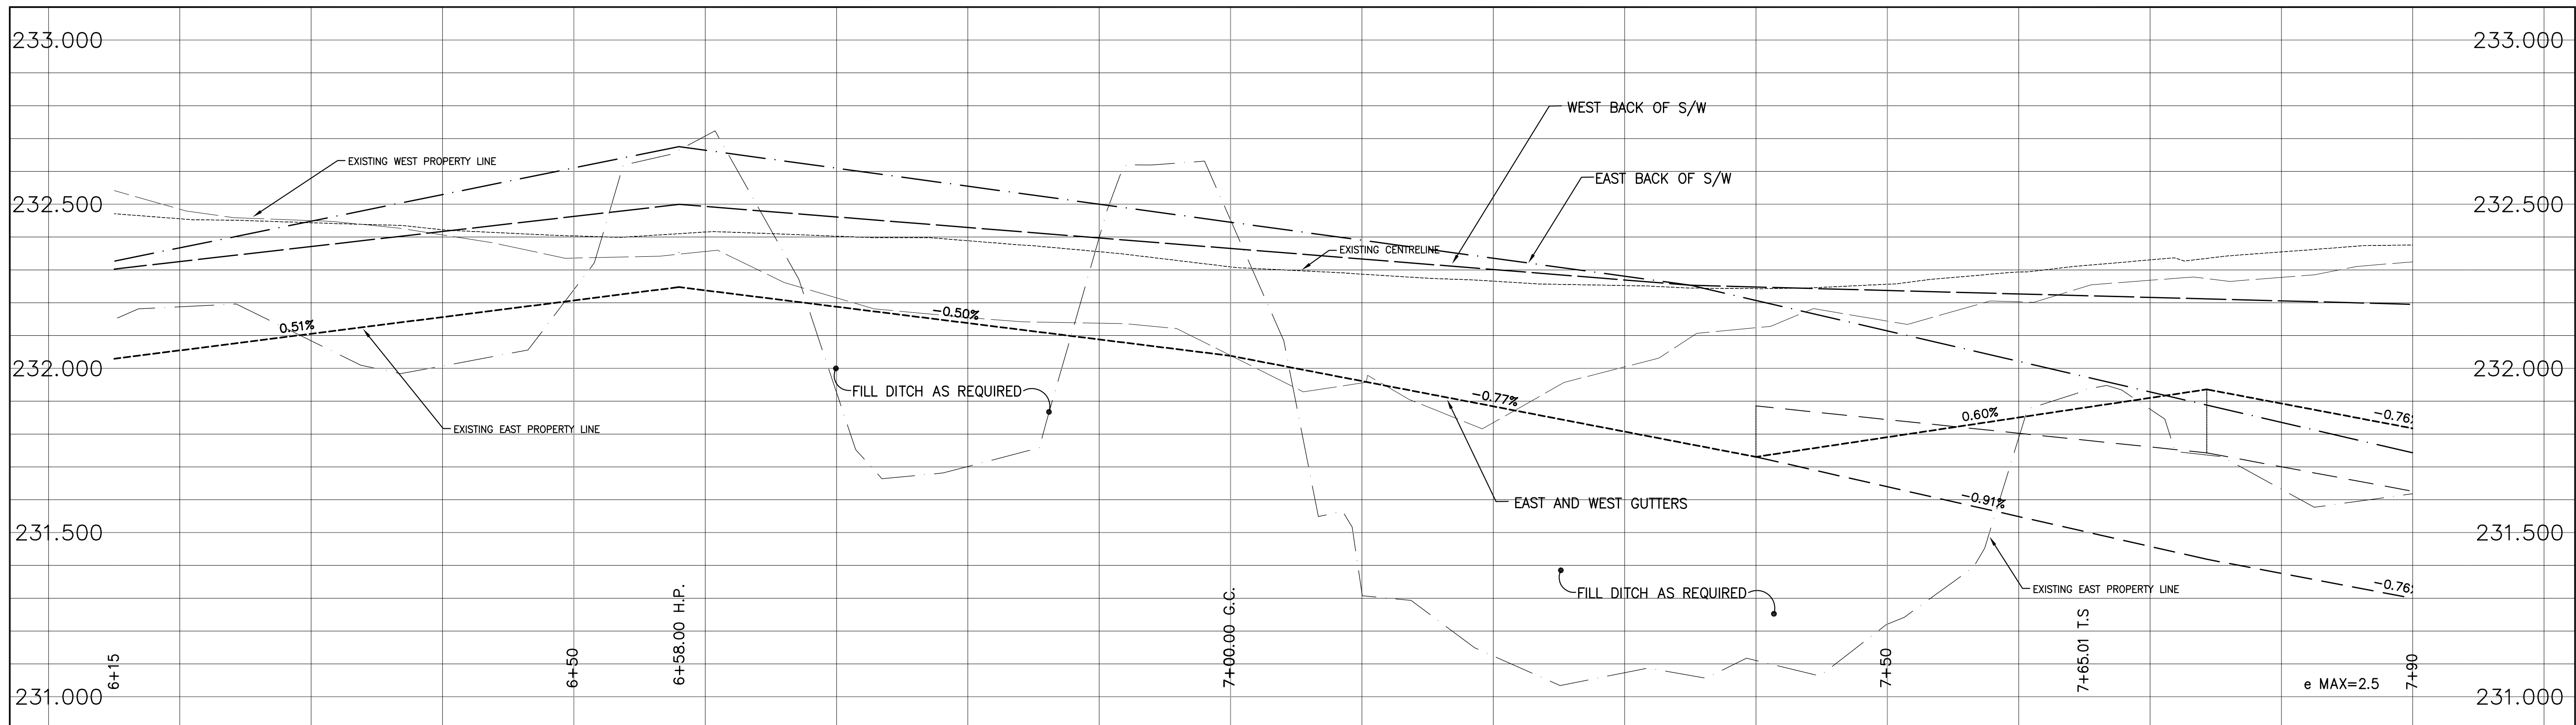 233.000 233.000
WEST BACK OF S/W
EXISTING WEST PROPERTY LINE
EAST BACK OF S/W
232.500 232.500
EXISTING CENTRELINE
0.51%
-0.50%
232.000 232.000
FILL DITCH AS REQUIRED
-0.77%
0.60%
-0.76%
EXISTING EAST PROPERTY LINE
-0.91%
EAST AND WEST GUTTERS
231.500 231.500
-0.76%
EXISTING EAST PROPERTY LINE
FILL DITCH AS REQUIRED
6+15
6+50
6+58.00 H.P.
7+00.00 G.C.
7+50
7+65.01 T.S
7+90
e MAX=2.5
231.000 231.000